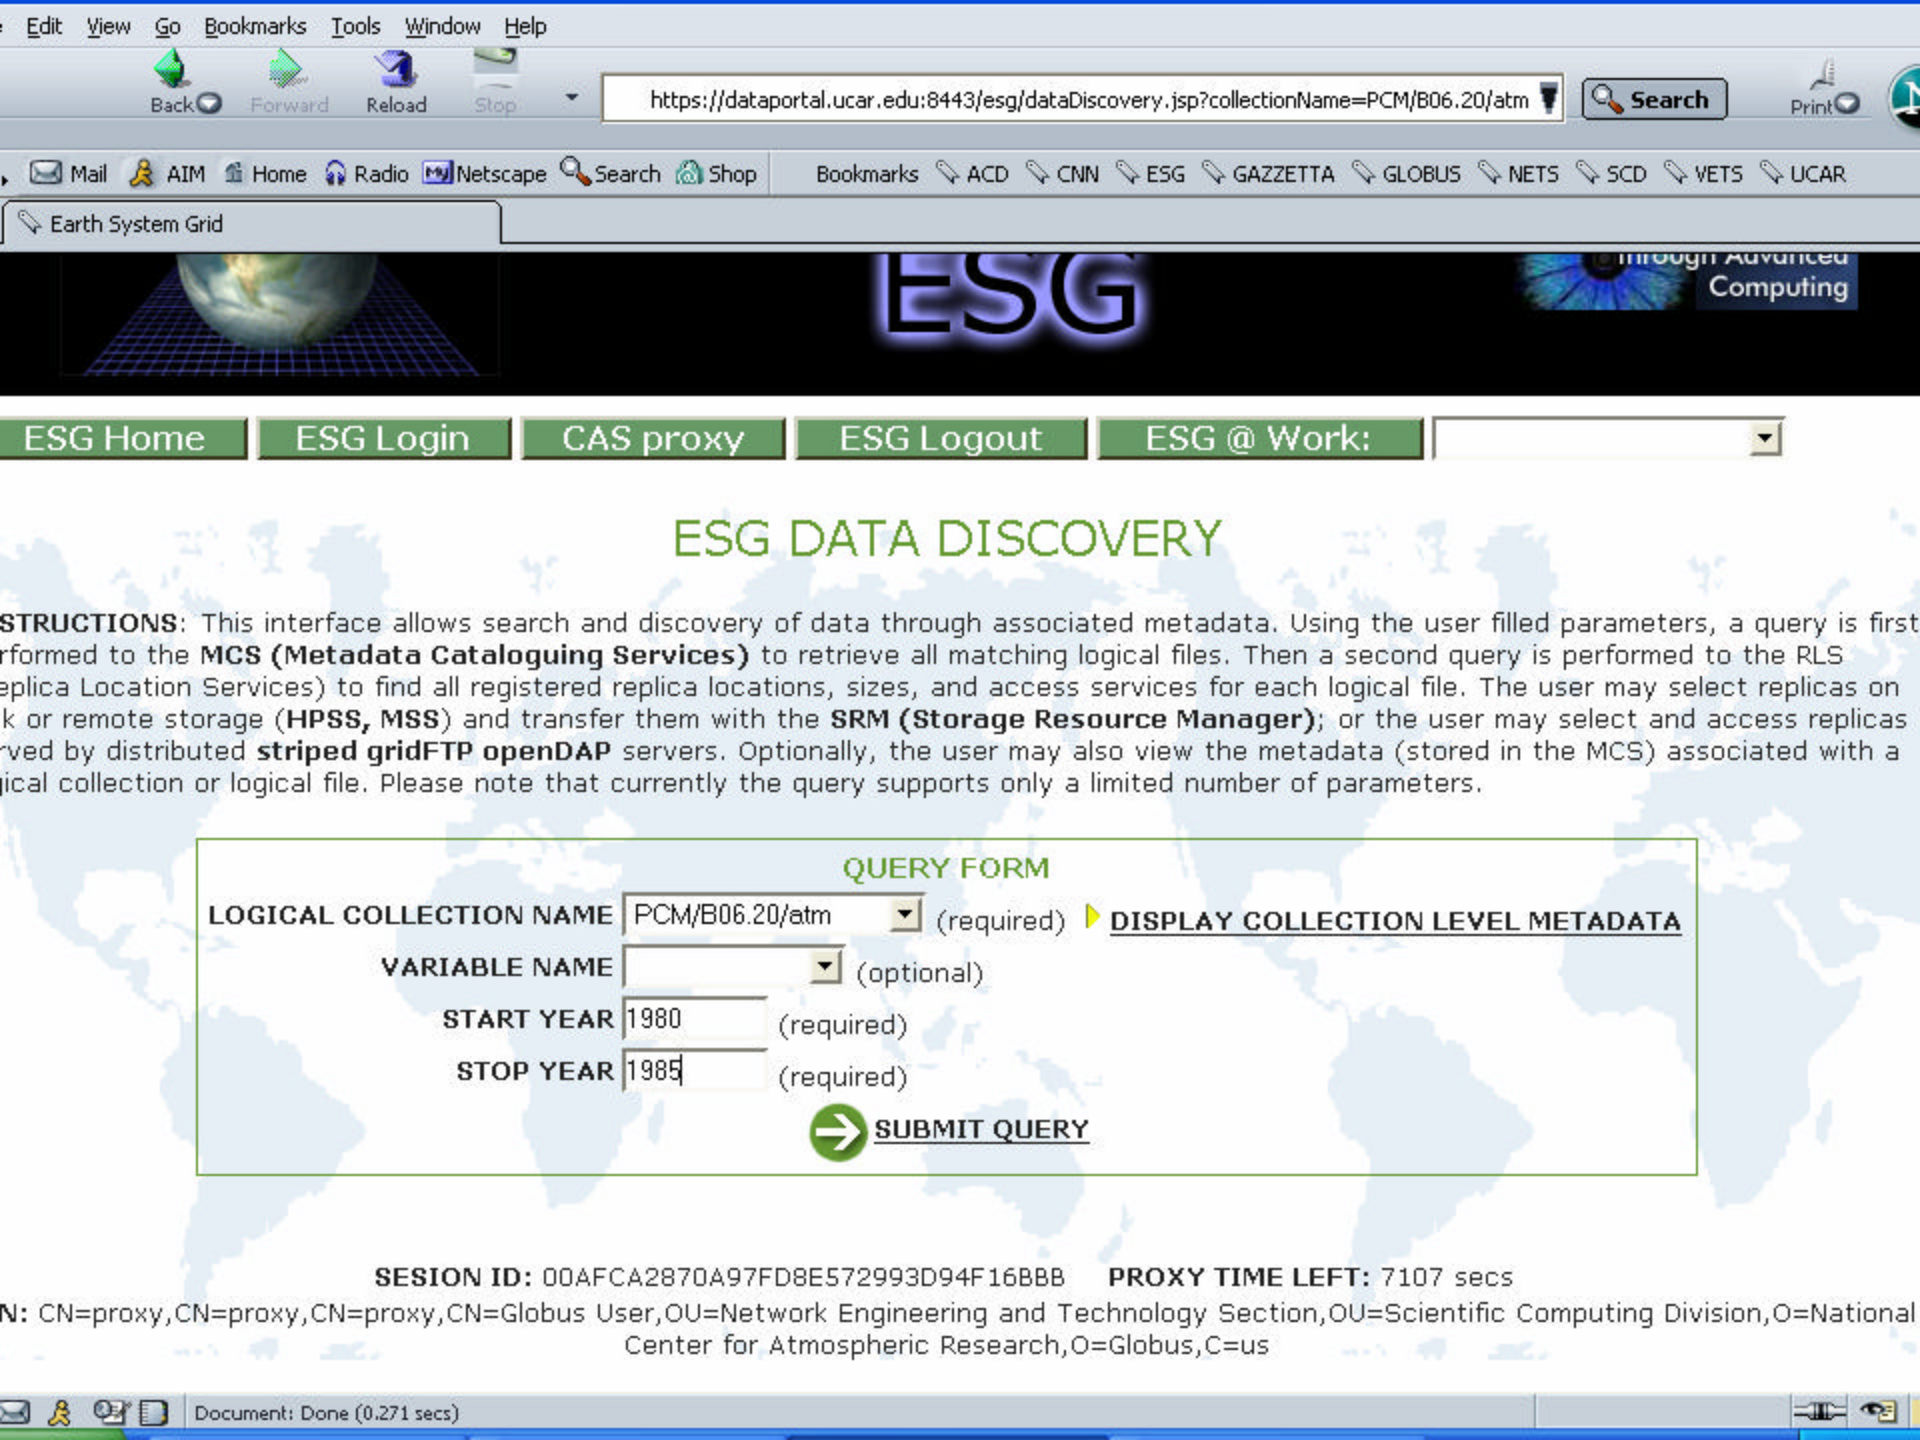 Edit View Go Bookmarks Tools Window Help
Back Forward Reload Stop https://dataportal.ucar.edu:8443/esg/dataDiscovery.jsp?collectionName=PCM/B06.20/atm Search Print
Mail AIM Home Radio My Netscape Search Shop Bookmarks ACD CNN ESG GAZZETTA GLOBUS NETS SCD VETS UCAR
Earth System Grid
ESG
Through Advanced
Computing
ESG Home ESG Login CAS proxy ESG Logout ESG @ Work:
ESG DATA DISCOVERY
STRUCTIONS: This interface allows search and discovery of data through associated metadata. Using the user filled parameters, a query is first
rformed to the MCS (Metadata Cataloguing Services) to retrieve all matching logical files. Then a second query is performed to the RLS
eplica Location Services) to find all registered replica locations, sizes, and access services for each logical file. The user may select replicas on
k or remote storage (HPSS, MSS) and transfer them with the SRM (Storage Resource Manager); or the user may select and access replicas
rved by distributed striped gridFTP openDAP servers. Optionally, the user may also view the metadata (stored in the MCS) associated with a
gical collection or logical file. Please note that currently the query supports only a limited number of parameters.
QUERY FORM
LOGICAL COLLECTION NAME PCM/B06.20/atm (required) DISPLAY COLLECTION LEVEL METADATA
VARIABLE NAME (optional)
START YEAR 1980 (required)
STOP YEAR 1985 (required)
SUBMIT QUERY
SESION ID: 00AFCA2870A97FD8E572993D94F16BBB PROXY TIME LEFT: 7107 secs
N: CN=proxy,CN=proxy,CN=proxy,CN=Globus User,OU=Network Engineering and Technology Section,OU=Scientific Computing Division,O=National
Center for Atmospheric Research,O=Globus,C=us
Document: Done (0.271 secs)